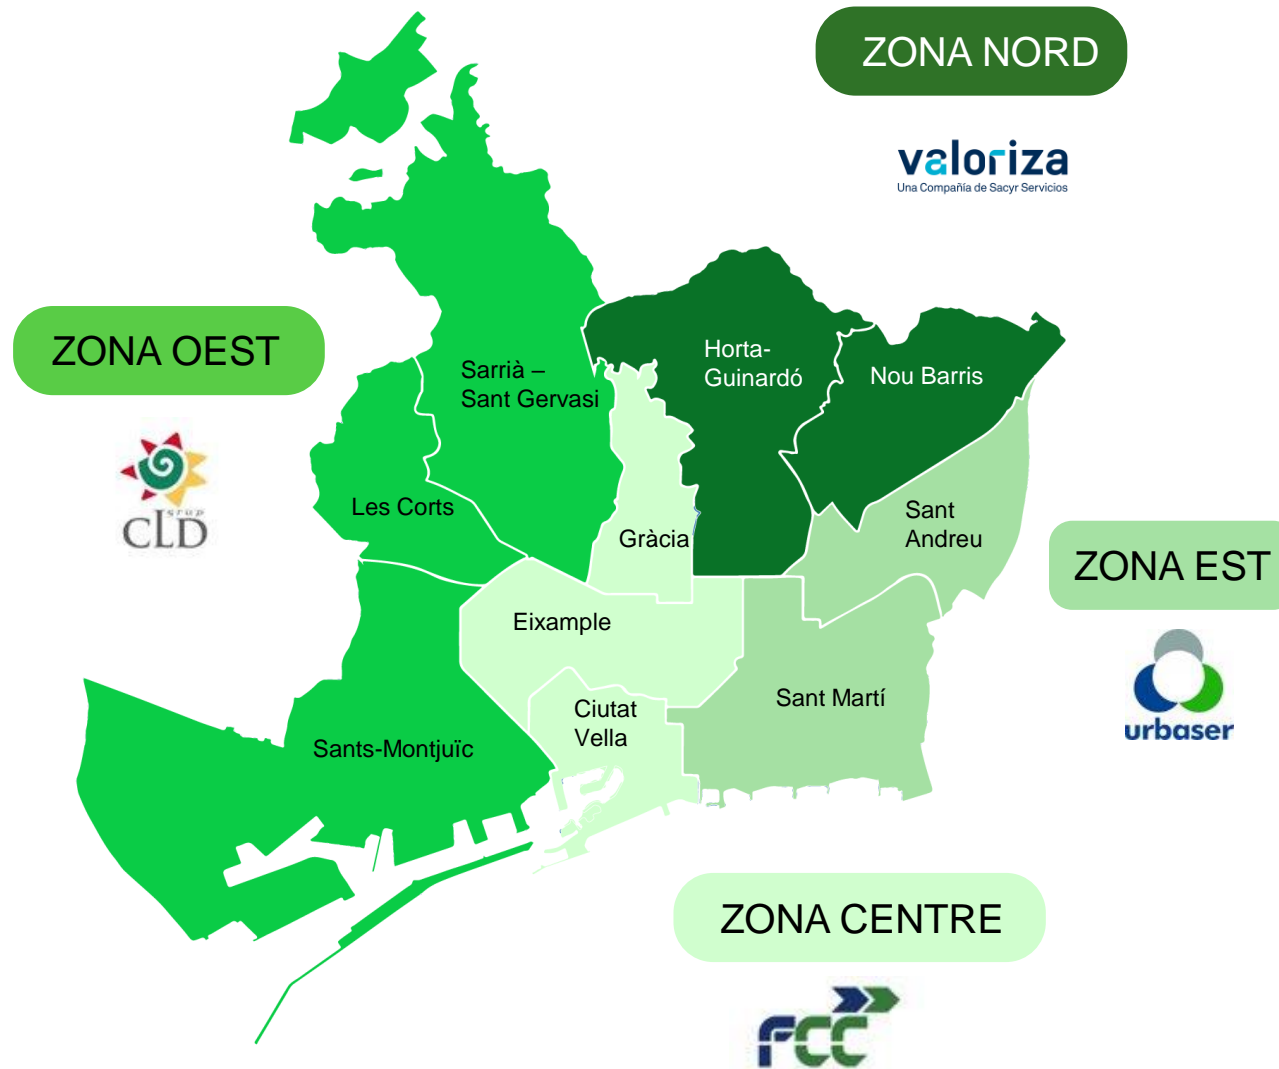 ZONA NORD
valoriza
Una Compañía de Sacyr Servicios
ZONA OEST
grup
CLD
Sarrià –
Sant Gervasi
Horta-
Guinardó
Nou Barris
Les Corts
Gràcia
Sant
Andreu
ZONA EST
urbaser
Eixample
Ciutat
Vella
Sant Martí
Sants-Montjuïc
ZONA CENTRE
FCC